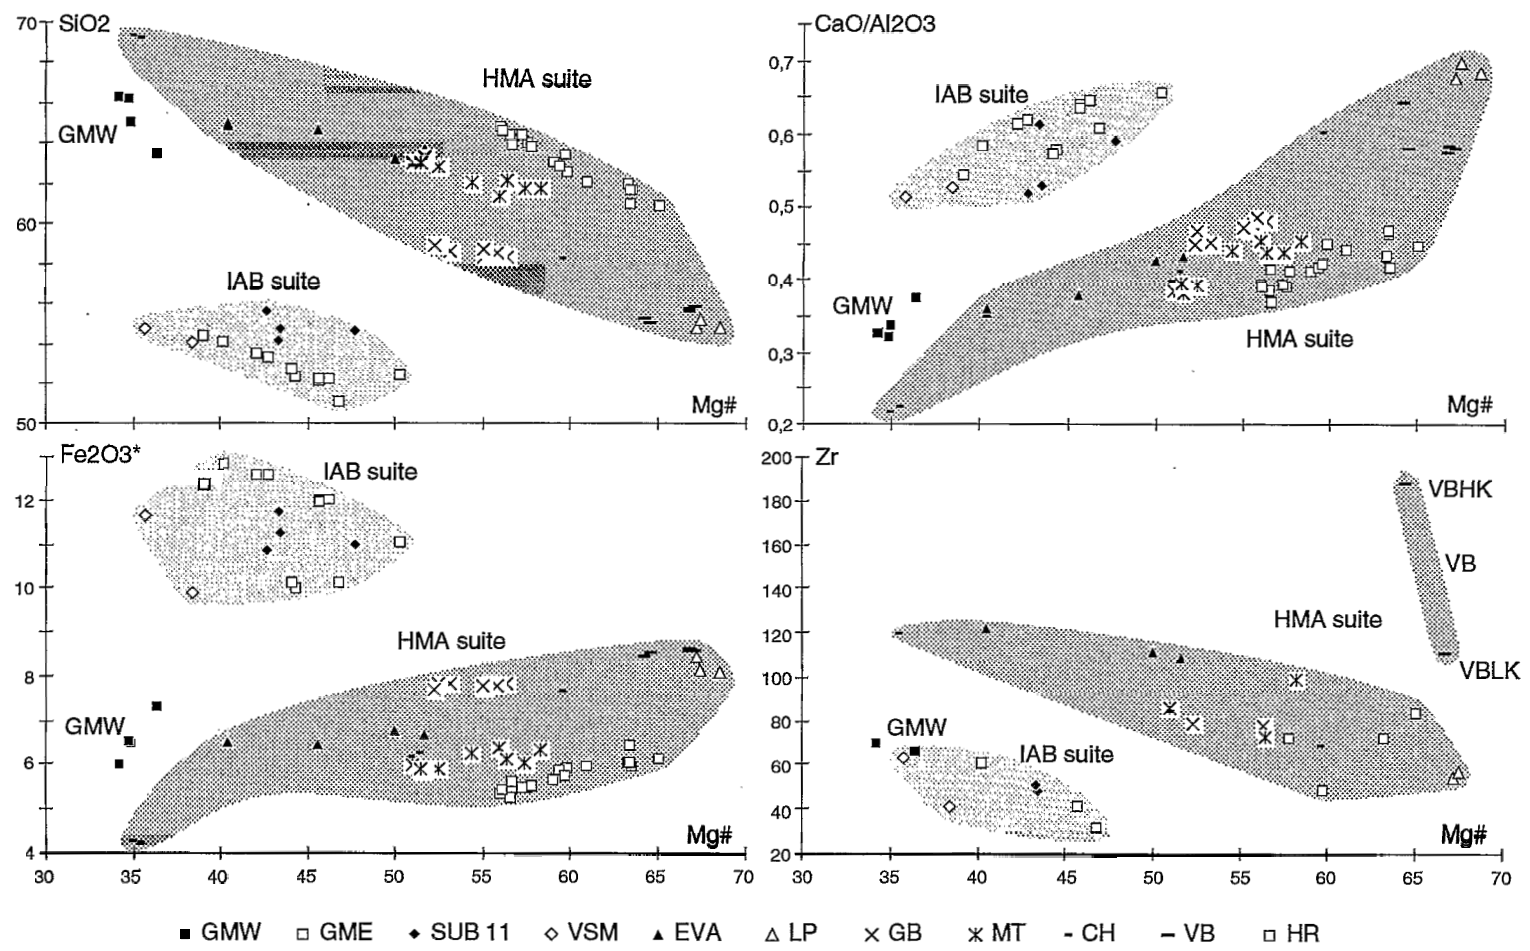 70 SiO2
HMA suite
GMW
60
IAB suite
50 Mg#
CaO/Al2O3
0,7
IAB suite
0,6
0,5
0,4
GMW
HMA suite
0,3
0,2 Mg#
Fe2O3*
IAB suite
12
10
HMA suite
8
GMW
6
4 Mg#
30 35 40 45 50 55 60 65 70
200 Zr
VBHK
180
160
VB
140
HMA suite
120
VBLK
100
80
GMW
IAB suite
60
40
Mg#
20
30 35 40 45 50 55 60 65 70
GMW GME SUB 11 VSM EVA LP GB MT CH VB HR